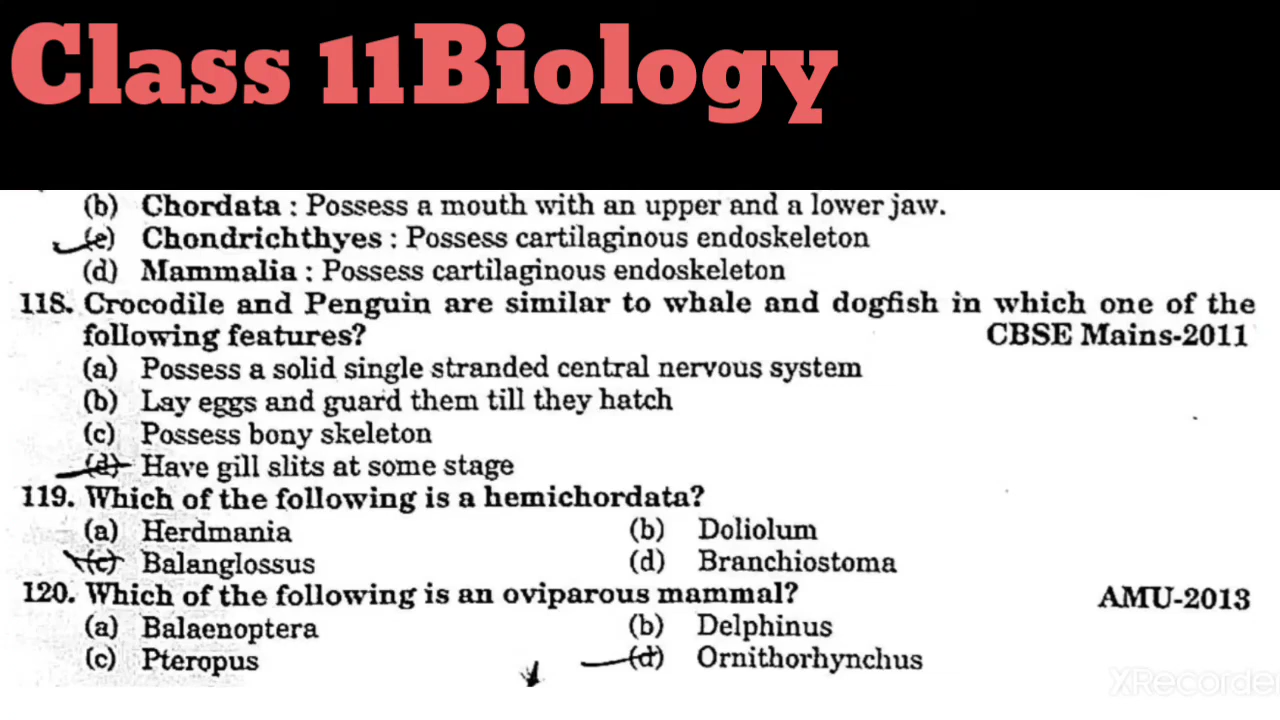 Class 11Biology
(b) Chordata : Possess a mouth with an upper and a lower jaw.
(c) Chondrichthyes : Possess cartilaginous endoskeleton
(d) Mammalia : Possess cartilaginous endoskeleton
118. Crocodile and Penguin are similar to whale and dogfish in which one of the
following features? CBSE Mains-2011
(a) Possess a solid single stranded central nervous system
(b) Lay eggs and guard them till they hatch
(c) Possess bony skeleton
(d) Have gill slits at some stage
119. Which of the following is a hemichordata?
(a) Herdmania (b) Doliolum
(c) Balanglossus (d) Branchiostoma
120. Which of the following is an oviparous mammal? AMU-2013
(a) Balaenoptera (b) Delphinus
(c) Pteropus (d) Ornithorhynchus
XRecorder